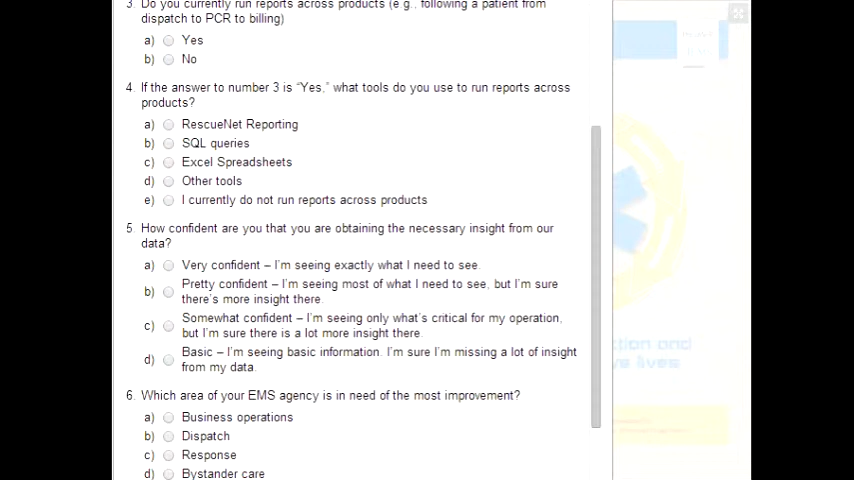 3. Do you currently run reports across products (e.g., following a patient from
dispatch to PCR to billing)
a) Yes
b) No
4. If the answer to number 3 is “Yes,” what tools do you use to run reports across
products?
a) RescueNet Reporting
b) SQL queries
c) Excel Spreadsheets
d) Other tools
e) I currently do not run reports across products
5. How confident are you that you are obtaining the necessary insight from our
data?
a) Very confident – I'm seeing exactly what I need to see.
b) Pretty confident – I'm seeing most of what I need to see, but I'm sure
there's more insight there.
c) Somewhat confident – I'm seeing only what's critical for my operation,
but I'm sure there is a lot more insight there.
d) Basic – I'm seeing basic information. I'm sure I'm missing a lot of insight
from my data.
6. Which area of your EMS agency is in need of the most improvement?
a) Business operations
b) Dispatch
c) Response
d) Bystander care
ction and
ve lives